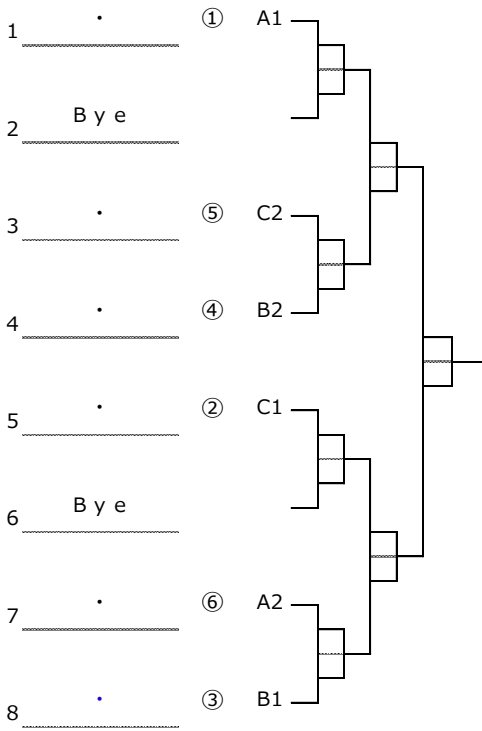 1 ・ ① A1
2 Bye
3 ・ ⑤ C2
4 ・ ④ B2
5 ・ ② C1
6 Bye
7 ・ ⑥ A2
8 ・ ③ B1